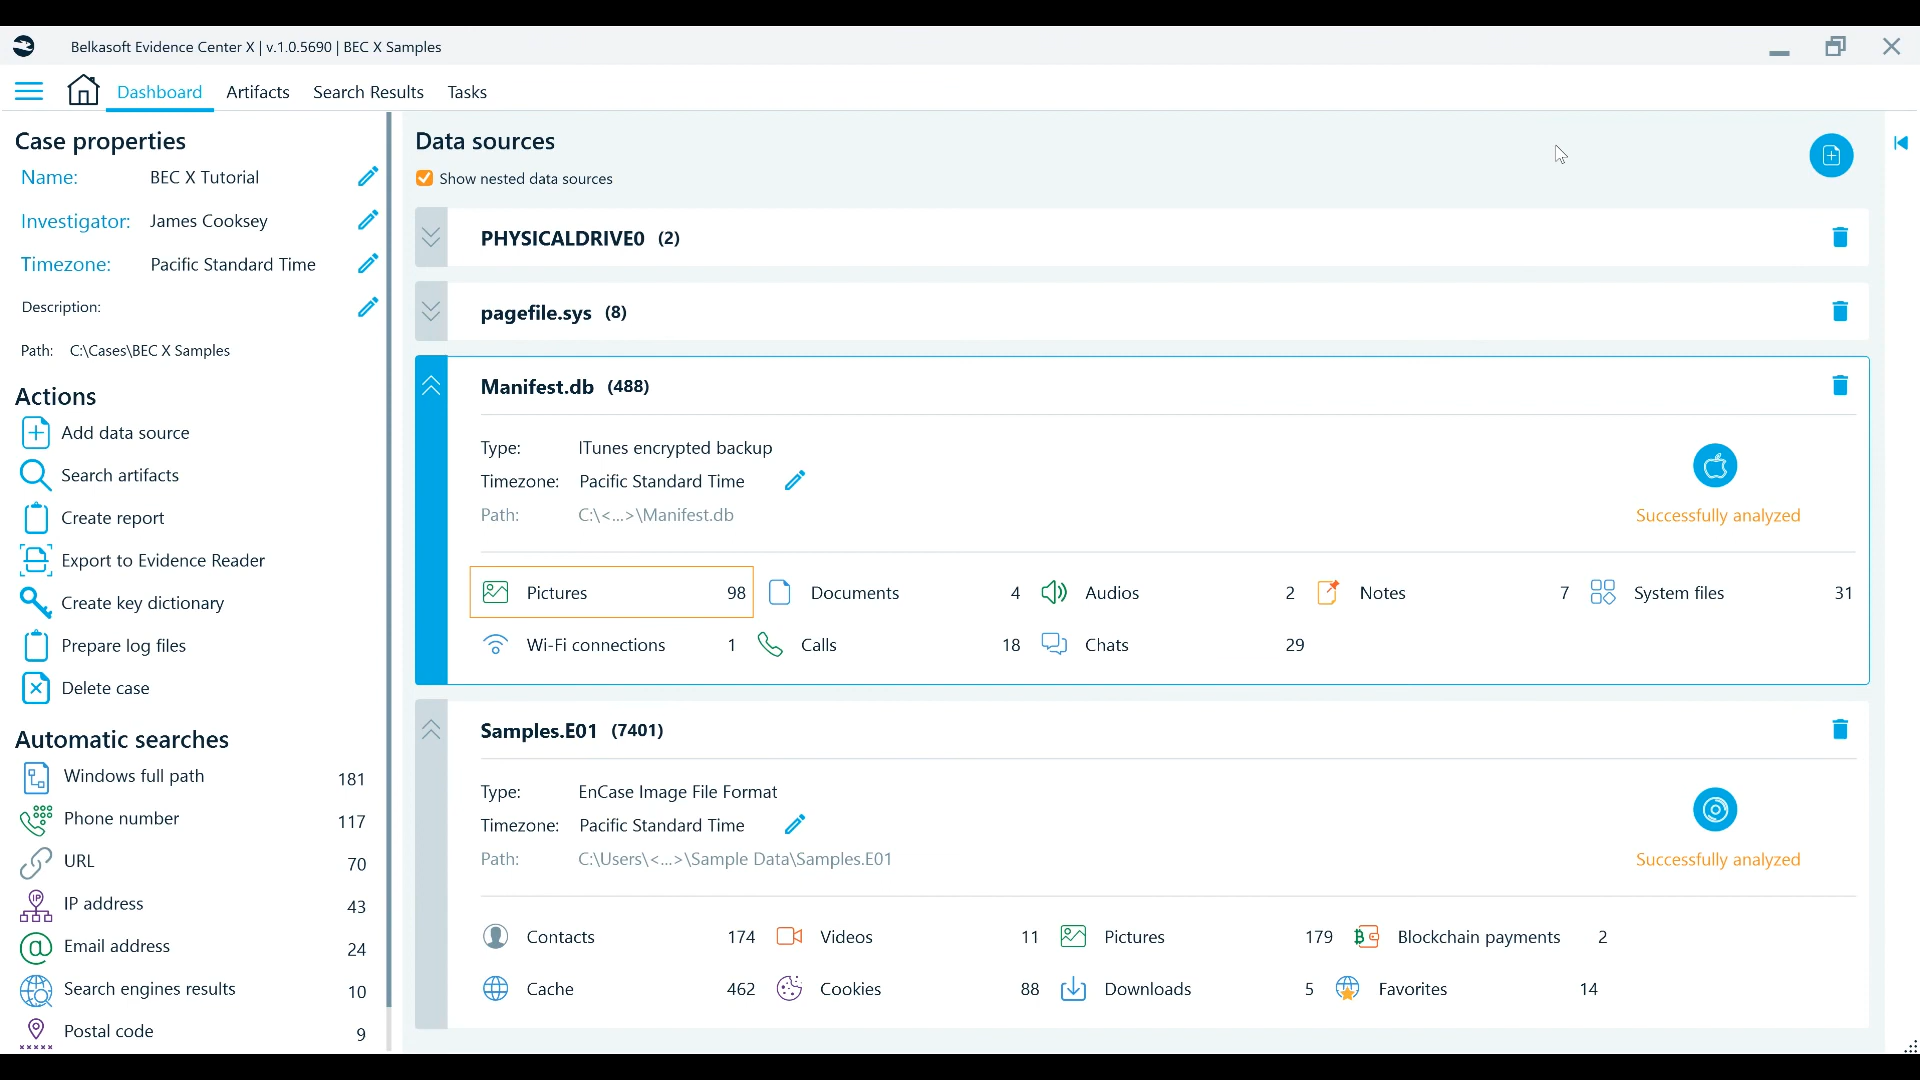 Belkasoft Evidence Center X | v.1.0.5690 | BEC X Samples
Dashboard Artifacts Search Results Tasks
Case properties
Name: BEC X Tutorial
Investigator: James Cooksey
Timezone: Pacific Standard Time
Description:
Path: C:\Cases\BEC X Samples
Actions
Add data source
Search artifacts
Create report
Export to Evidence Reader
Create key dictionary
Prepare log files
Delete case
Automatic searches
Windows full path 181
Phone number 117
URL 70
IP address 43
Email address 24
Search engines results 10
Postal code 9
Data sources
Show nested data sources
PHYSICALDRIVE0 (2)
pagefile.sys (8)
Manifest.db (488)
Type: ITunes encrypted backup
Timezone: Pacific Standard Time
Path: C:\<...>\Manifest.db
Successfully analyzed
Pictures 98 Documents 4 Audios 2 Notes 7 System files 31
Wi-Fi connections 1 Calls 18 Chats 29
Samples.E01 (7401)
Type: EnCase Image File Format
Timezone: Pacific Standard Time
Path: C:\Users\<...>\Sample Data\Samples.E01
Successfully analyzed
Contacts 174 Videos 11 Pictures 179 Blockchain payments 2
Cache 462 Cookies 88 Downloads 5 Favorites 14